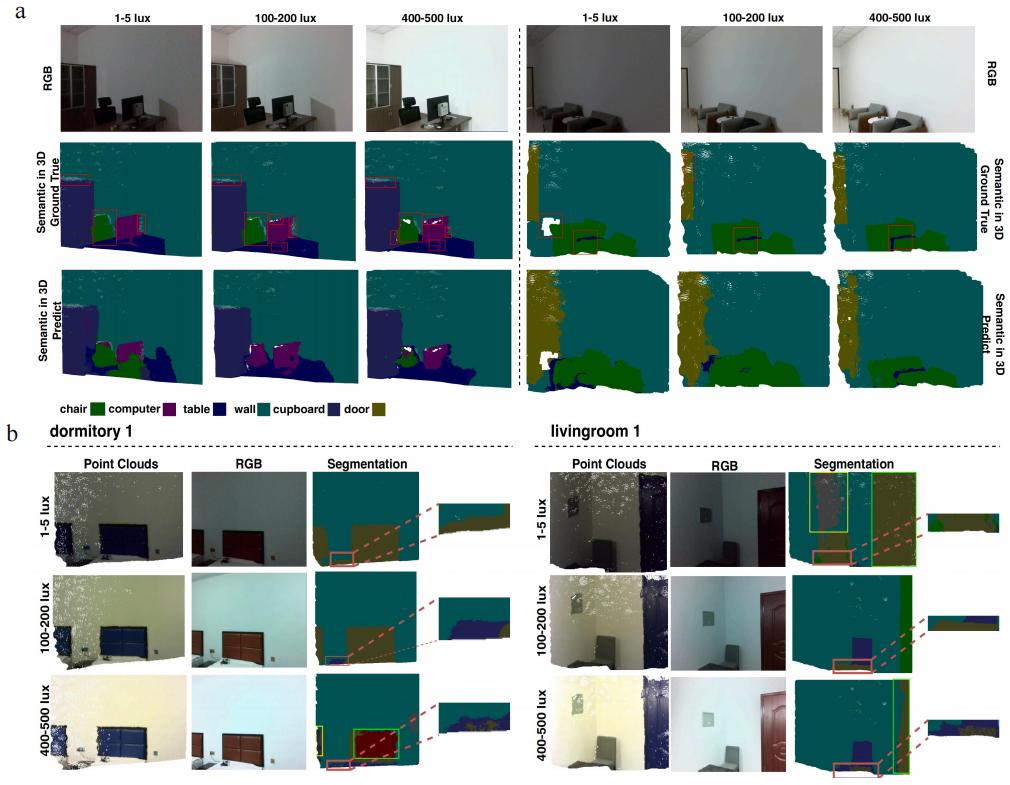 a
1-5 lux 100-200 lux 400-500 lux 1-5 lux 100-200 lux 400-500 lux
RGB
RGB
Semantic in 3D
Ground True
Semantic in 3D
Ground True
Semantic in 3D
Predict
Semantic in 3D
Predict
chair computer table wall cupboard door
b
dormitory 1
livingroom 1
Point Clouds RGB Segmentation
Point Clouds RGB Segmentation
1-5 lux
1-5 lux
100-200 lux
100-200 lux
400-500 lux
400-500 lux